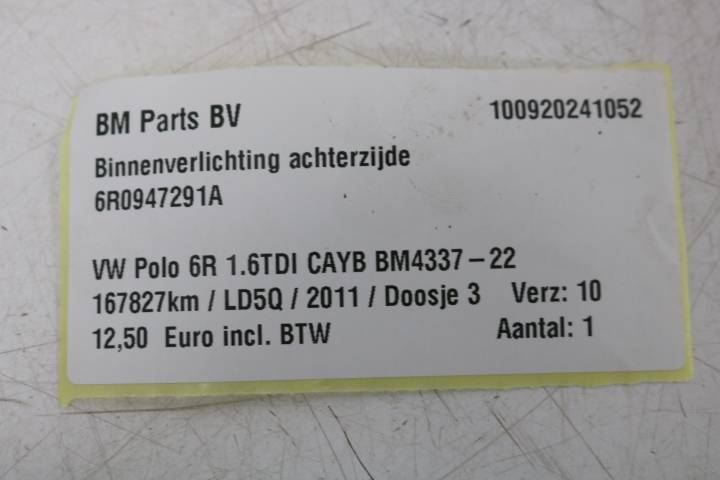 BM Parts BV 100920241052
Binnenverlichting achterzijde
6R0947291A
VW Polo 6R 1.6TDI CAYB BM4337-22
167827km / LD5Q / 2011 / Doosje 3 Verz: 10
12,50 Euro incl. BTW Aantal: 1